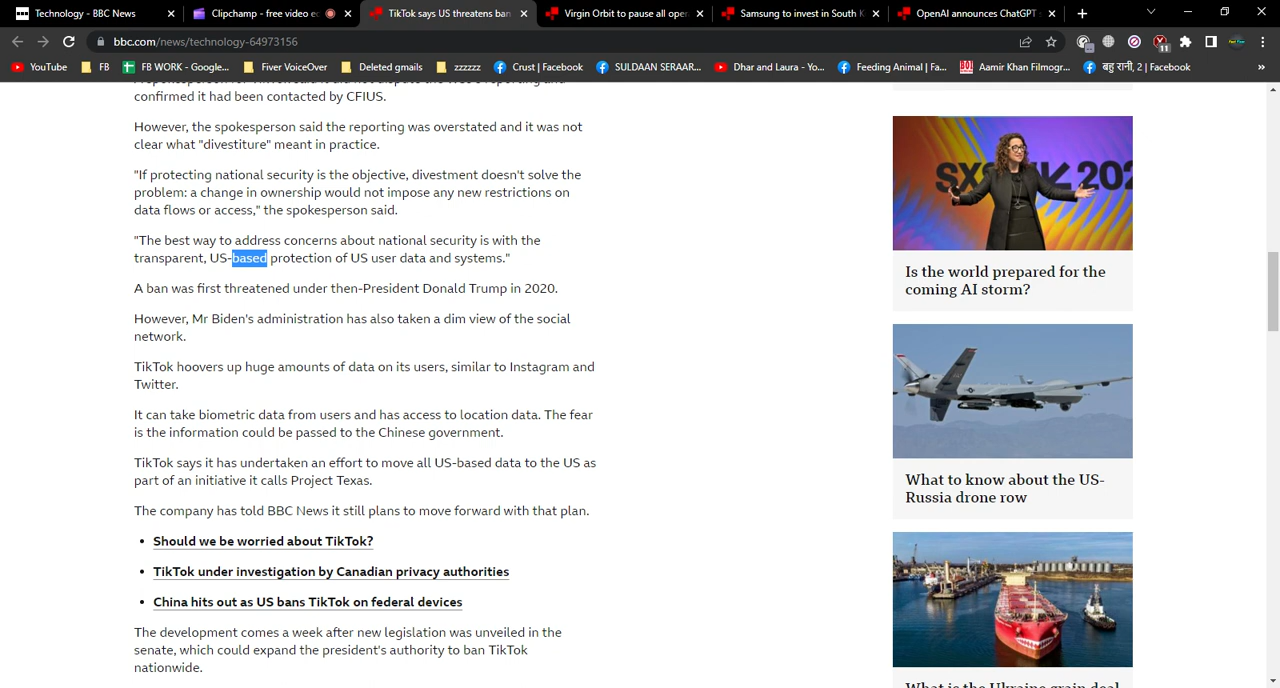 Technology - BBC News
Clipchamp - free video e
TikTok says US threatens ban
Virgin Orbit to pause all oper
Samsung to invest in South K
OpenAI announces ChatGPT
bbc.com/news/technology-64973156
11
YouTube
FB
FB WORK - Google...
Fiver VoiceOver
Deleted gmails
zzzzzz
Crust | Facebook
SULDAAN SERAAR...
Dhar and Laura - Yo...
Feeding Animal | Fa...
Aamir Khan Filmogr...
बहु रानी, 2 | Facebook
»
confirmed it had been contacted by CFIUS.
However, the spokesperson said the reporting was overstated and it was not
clear what "divestiture" meant in practice.
"If protecting national security is the objective, divestment doesn't solve the
problem: a change in ownership would not impose any new restrictions on
data flows or access," the spokesperson said.
"The best way to address concerns about national security is with the
transparent, US-based protection of US user data and systems."
A ban was first threatened under then-President Donald Trump in 2020.
However, Mr Biden's administration has also taken a dim view of the social
network.
TikTok hoovers up huge amounts of data on its users, similar to Instagram and
Twitter.
It can take biometric data from users and has access to location data. The fear
is the information could be passed to the Chinese government.
TikTok says it has undertaken an effort to move all US-based data to the US as
part of an initiative it calls Project Texas.
The company has told BBC News it still plans to move forward with that plan.
• Should we be worried about TikTok?
• TikTok under investigation by Canadian privacy authorities
• China hits out as US bans TikTok on federal devices
The development comes a week after new legislation was unveiled in the
senate, which could expand the president's authority to ban TikTok
nationwide.
Is the world prepared for the
coming AI storm?
What to know about the US-
Russia drone row
What is the Ukraine grain deal